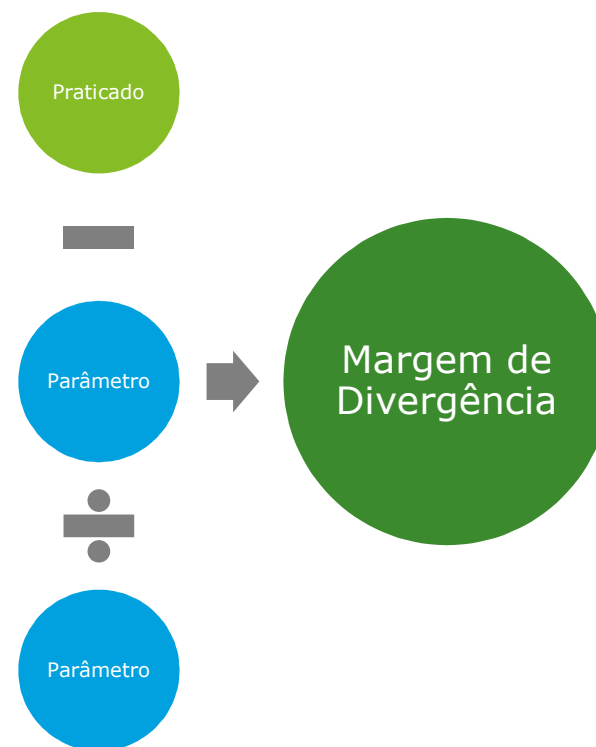 Praticado
Parâmetro
Margem de
Divergência
Parâmetro